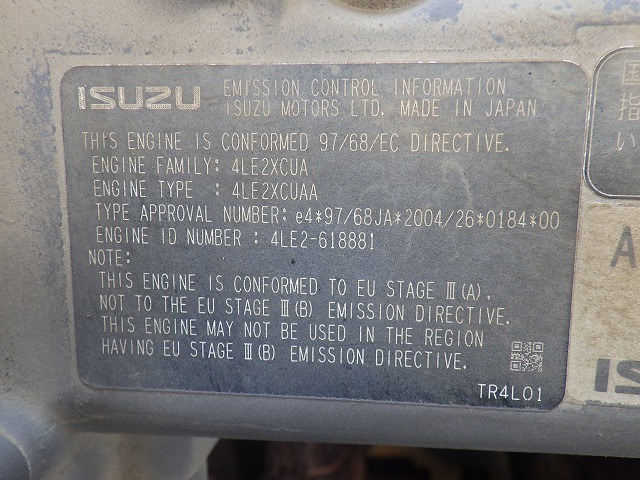 ISUZU
EMISSION CONTROL INFORMATION
ISUZU MOTORS LTD. MADE IN JAPAN
THIS ENGINE IS CONFORMED 97/68/EC DIRECTIVE.
ENGINE FAMILY: 4LE2XCUA
ENGINE TYPE : 4LE2XCUAA
TYPE APPROVAL NUMBER: e4*97/68JA*2004/26*0184*00
ENGINE ID NUMBER : 4LE2-618881
NOTE:
THIS ENGINE IS CONFORMED TO EU STAGE Ⅲ(A).
NOT TO THE EU STAGE Ⅲ(B) EMISSION DIRECTIVE.
THIS ENGINE MAY NOT BE USED IN THE REGION
HAVING EU STAGE Ⅲ(B) EMISSION DIRECTIVE.
TR4L01
国
指
い
A